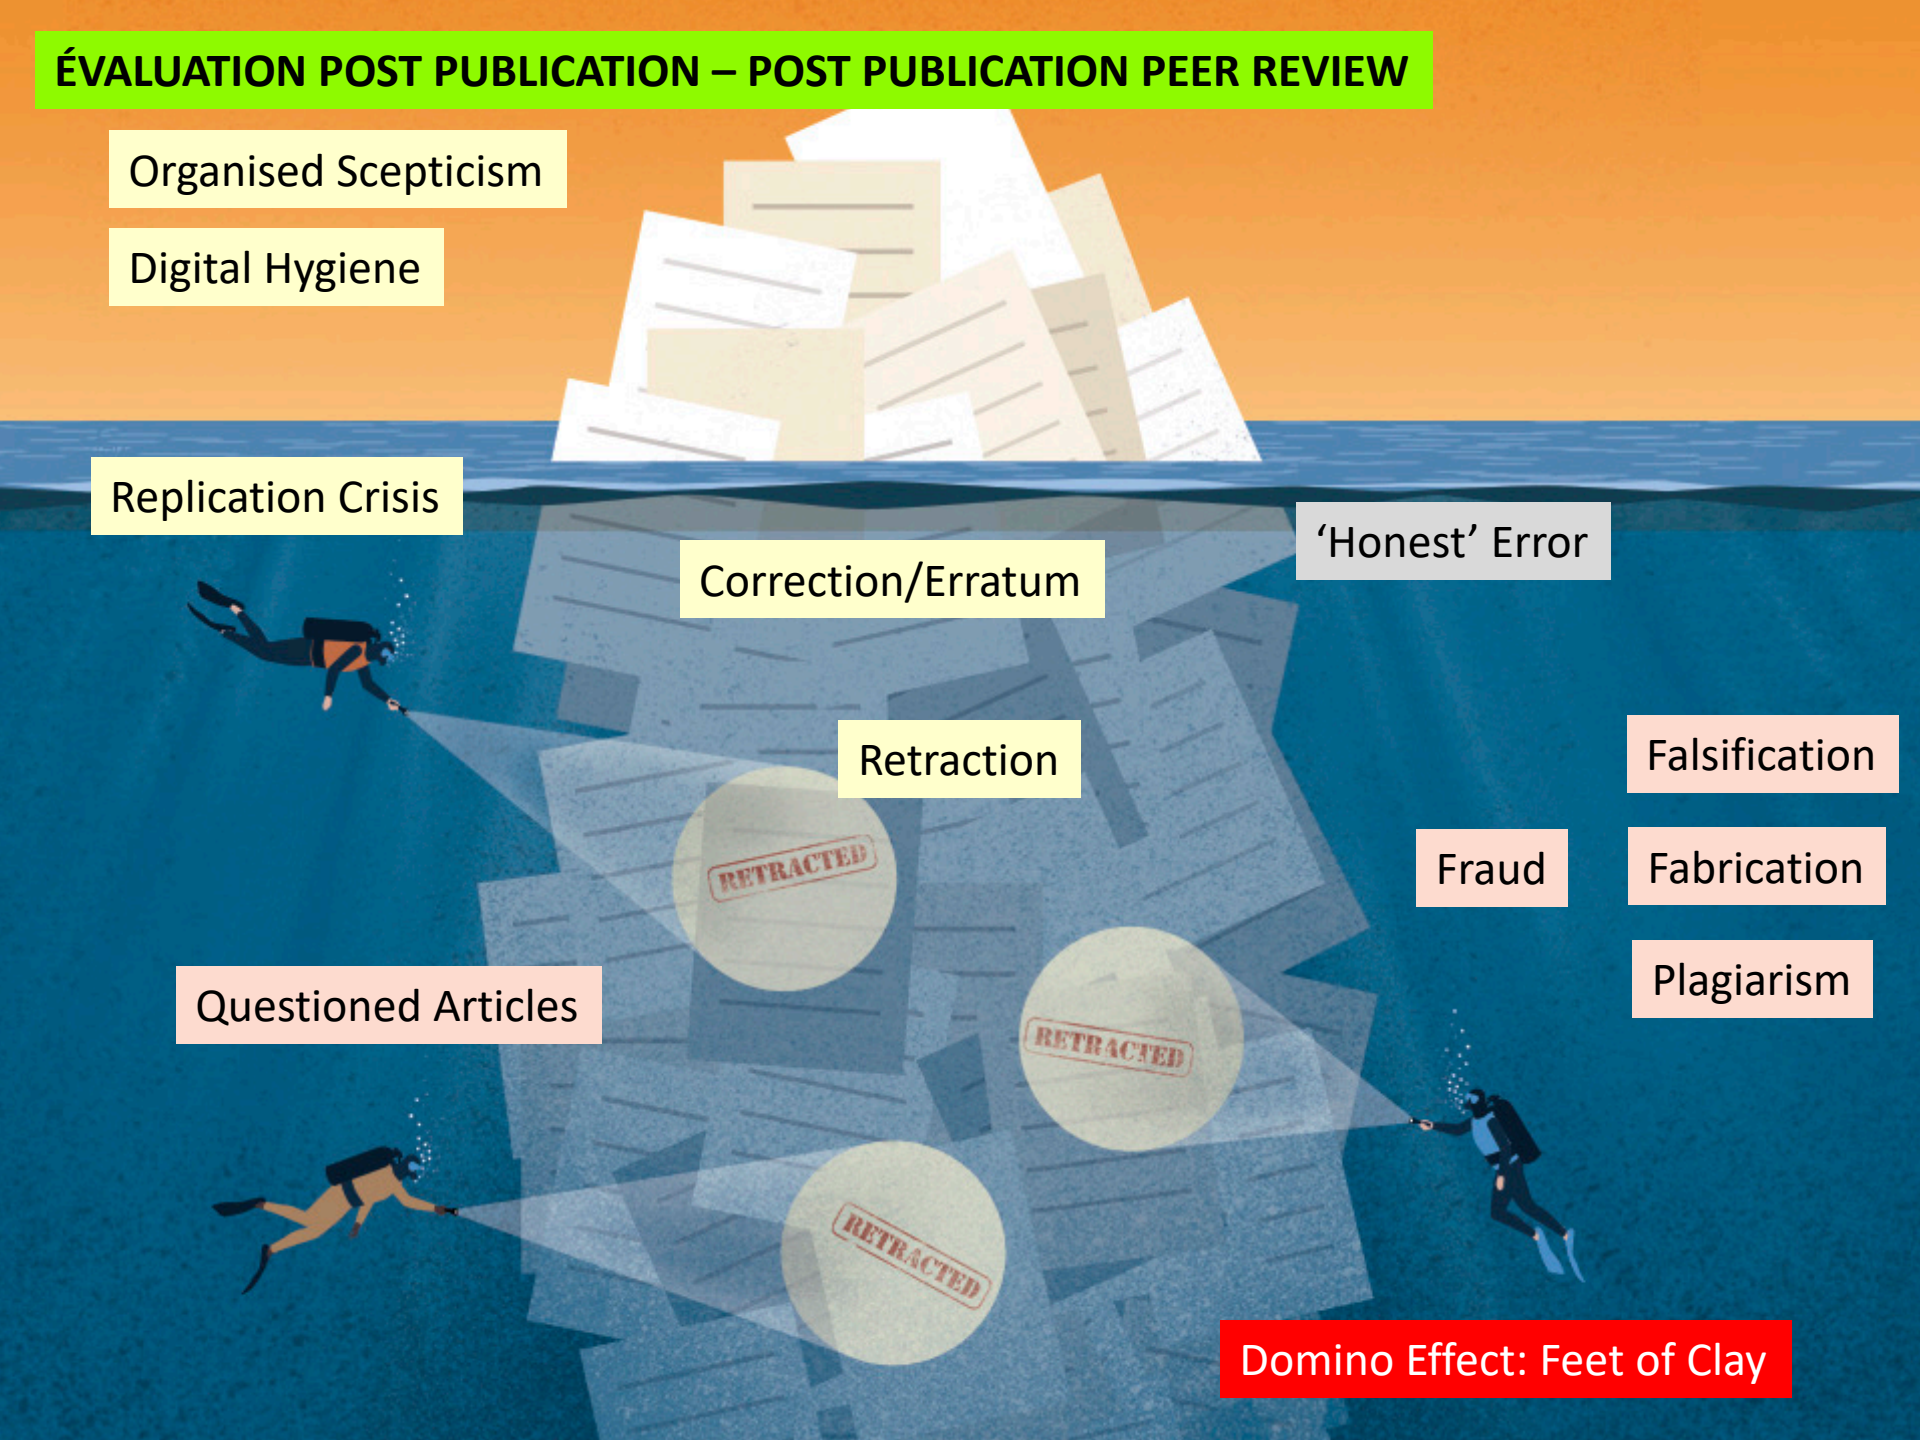 ÉVALUATION POST PUBLICATION – POST PUBLICATION PEER REVIEW
Organised Scepticism
Digital Hygiene
Replication Crisis
‘Honest’ Error
Correction/Erratum
Retraction
Falsification
Fraud
Fabrication
Plagiarism
Questioned Articles
RETRACTED
RETRACTED
RETRACTED
Domino Effect: Feet of Clay